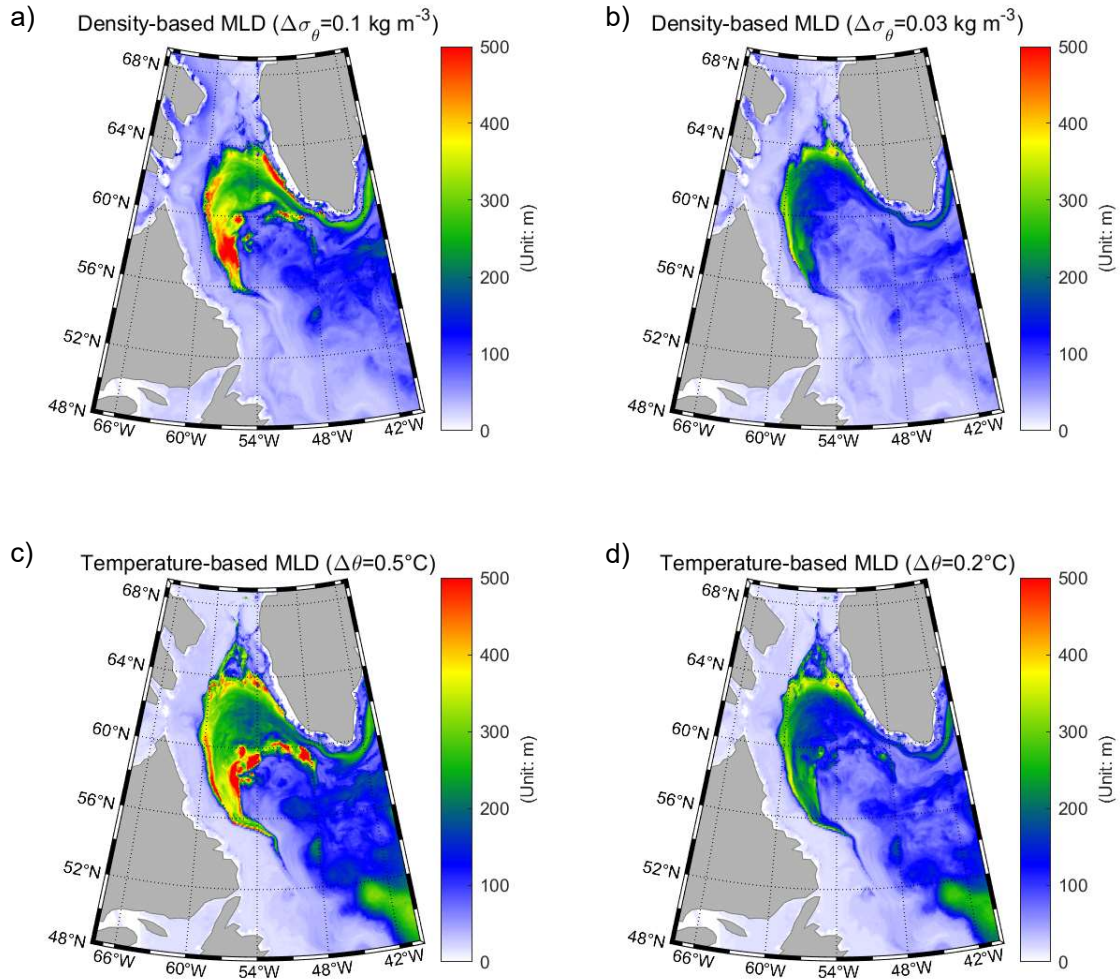 a)
Density-based MLD (Δσθ=0.1 kg m-3)
68°N
64°N
60°N
56°N
52°N
48°N
66°W
60°W
54°W
48°W
42°W
500
400
300
200
100
0
(Unit: m)
b)
Density-based MLD (Δσθ=0.03 kg m-3)
68°N
64°N
60°N
56°N
52°N
48°N
66°W
60°W
54°W
48°W
42°W
500
400
300
200
100
0
(Unit: m)
c)
Temperature-based MLD (Δθ=0.5°C)
68°N
64°N
60°N
56°N
52°N
48°N
66°W
60°W
54°W
48°W
42°W
500
400
300
200
100
0
(Unit: m)
d)
Temperature-based MLD (Δθ=0.2°C)
68°N
64°N
60°N
56°N
52°N
48°N
66°W
60°W
54°W
48°W
42°W
500
400
300
200
100
0
(Unit: m)